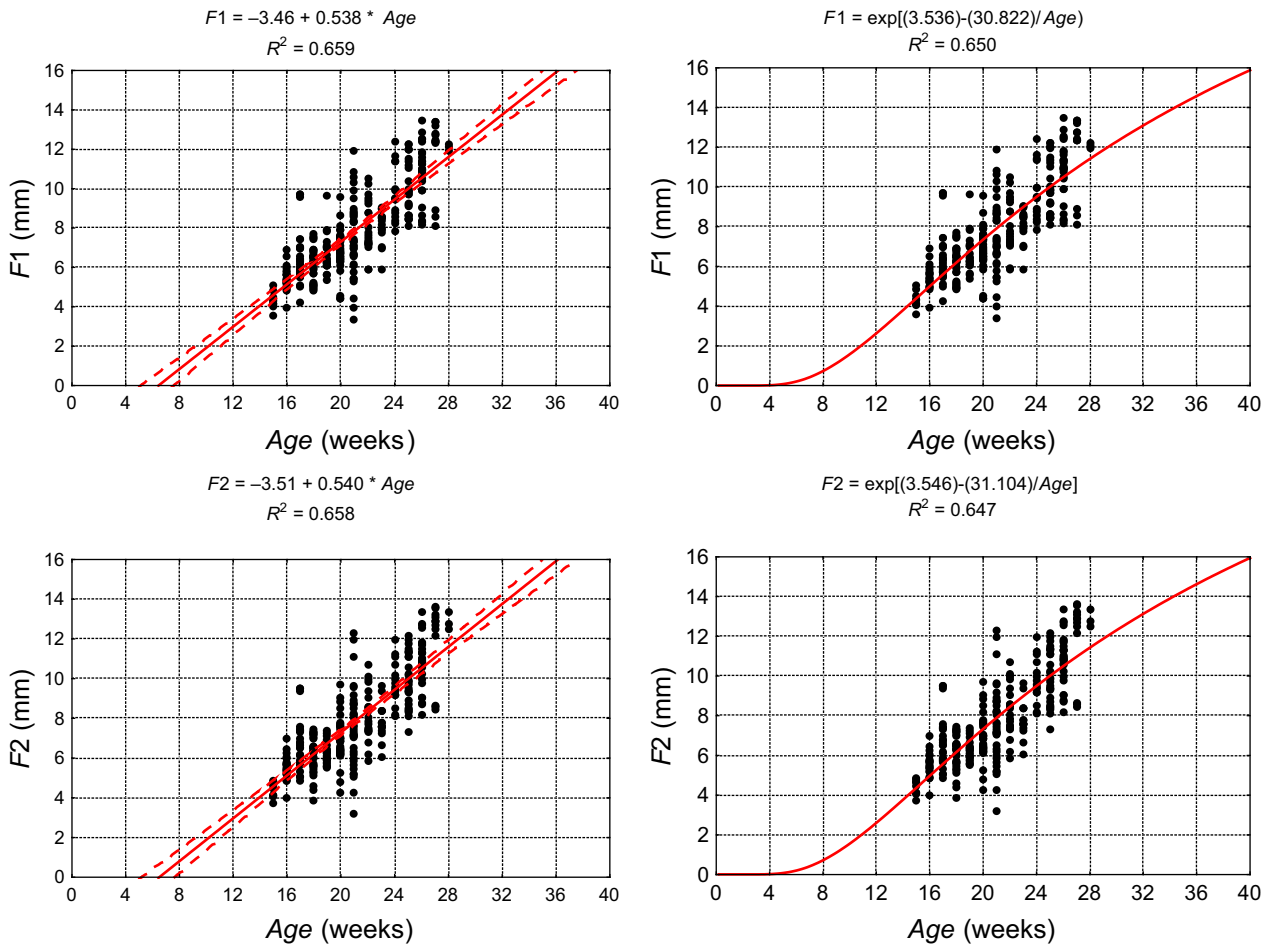 F1 = –3.46 + 0.538 * Age
R² = 0.659
16
14
12
10
8
6
4
2
0
F1 (mm)
0 4 8 12 16 20 24 28 32 36 40
Age (weeks)
F1 = exp[(3.536)-(30.822)/Age)
R² = 0.650
16
14
12
10
8
6
4
2
0
F1 (mm)
0 4 8 12 16 20 24 28 32 36 40
Age (weeks)
F2 = –3.51 + 0.540 * Age
R² = 0.658
16
14
12
10
8
6
4
2
0
F2 (mm)
0 4 8 12 16 20 24 28 32 36 40
Age (weeks)
F2 = exp[(3.546)-(31.104)/Age]
R² = 0.647
16
14
12
10
8
6
4
2
0
F2 (mm)
0 4 8 12 16 20 24 28 32 36 40
Age (weeks)